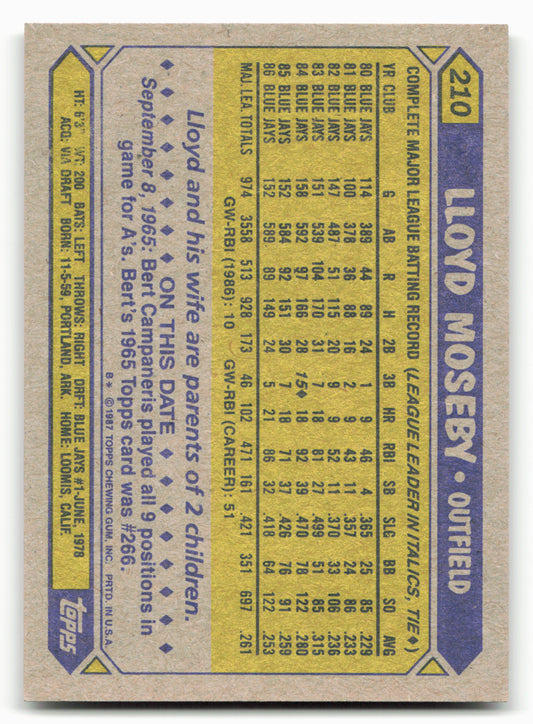 210 LLOYD MOSEBY • OUTFIELD
COMPLETE MAJOR LEAGUE BATTING RECORD (LEAGUE LEADER IN ITALICS, TIE ♦)
YR CLUB G AB R H 2B 3B HR RBI SB SLG BB SO AVG
80 BLUE JAYS 114 389 44 89 24 1 9 46 4 .365 25 85 .229
81 BLUE JAYS 100 378 36 88 16 2 9 43 11 .357 24 86 .233
82 BLUE JAYS 147 487 51 115 20 9 9 52 11 .370 33 106 .236
83 BLUE JAYS 151 539 104 170 31 7 18 81 27 .499 51 85 .315
84 BLUE JAYS 158 592 97 166 28 15♦ 18 92 39 .470 78 122 .280
85 BLUE JAYS 152 584 92 151 30 7 18 71 37 .426 76 91 .259
86 BLUE JAYS 152 589 89 149 24 5 21 86 32 .418 64 122 .253
MAJ. LEA. TOTALS 974 3558 513 928 173 46 102 471 161 .421 351 697 .261
GW-RBI (1986): 10 GW-RBI (CAREER): 51
Lloyd and his wife are parents of 2 children.
♦ ♦ ♦ ♦ ♦ ON THIS DATE ♦ ♦ ♦ ♦ ♦
September 8, 1965: Bert Campaneris played all 9 positions in
game for A's. Bert's 1965 Topps card was #266.
B* ©1987 TOPPS CHEWING GUM, INC. PRTD. IN U.S.A.
HT: 6'3" WT: 200 BATS: LEFT THROWS: RIGHT DRFT: BLUE JAYS #1-JUNE, 1978
ACQ: VIA DRAFT BORN: 11-5-59, PORTLAND, ARK. HOME: LOOMIS, CALIF.
topps